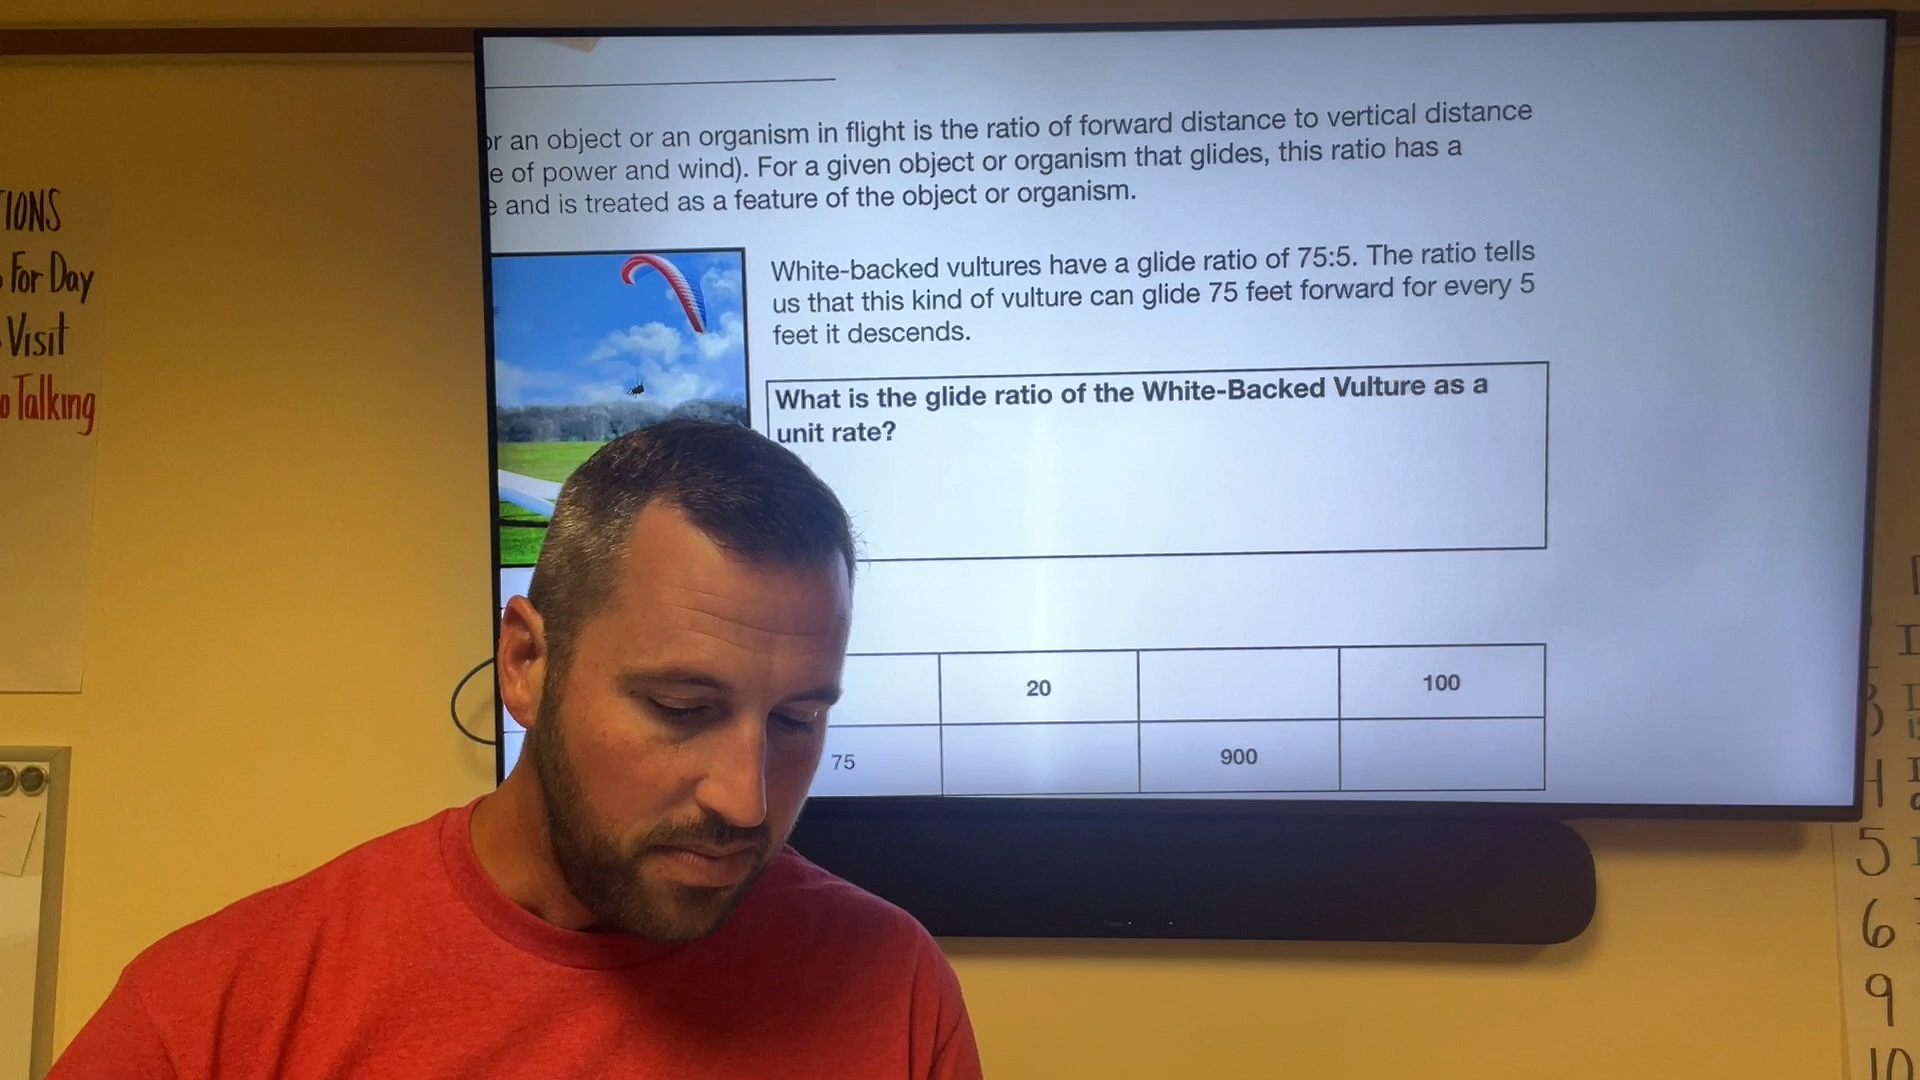 or an object or an organism in flight is the ratio of forward distance to vertical distance
e of power and wind). For a given object or organism that glides, this ratio has a
e and is treated as a feature of the object or organism.
White-backed vultures have a glide ratio of 75:5. The ratio tells
us that this kind of vulture can glide 75 feet forward for every 5
feet it descends.
What is the glide ratio of the White-Backed Vulture as a
unit rate?
20 100
75 900
TIONS
For Day
Visit
o Talking
5
6
9
10